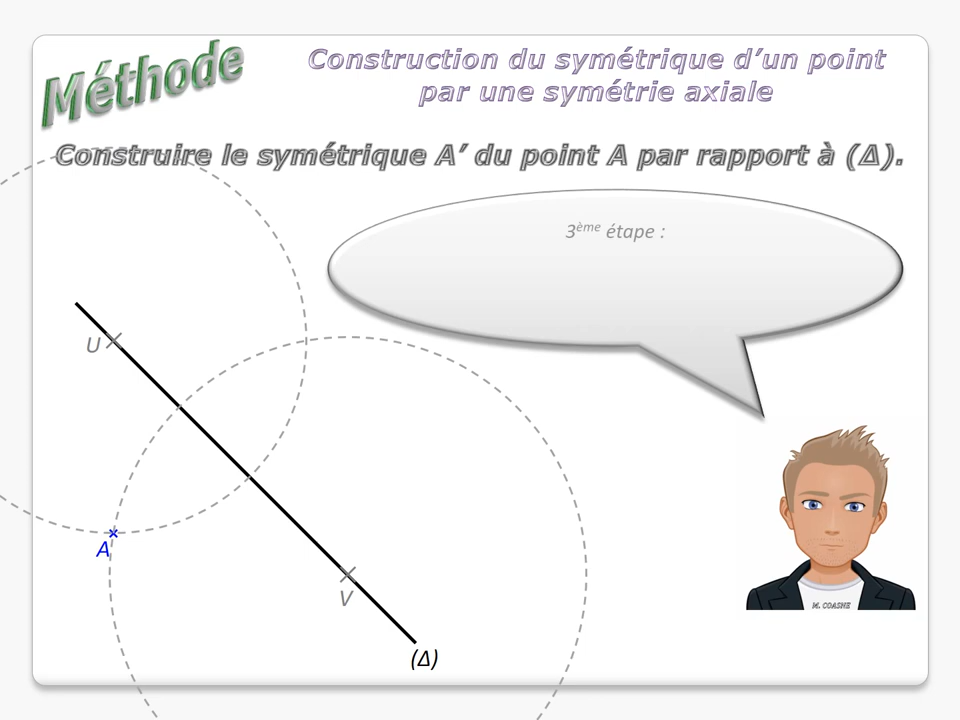 Méthode
Construction du symétrique d’un point
par une symétrie axiale
Construire le symétrique A’ du point A par rapport à (Δ).
3ème étape :
U
A
V
(Δ)
M. COASNE